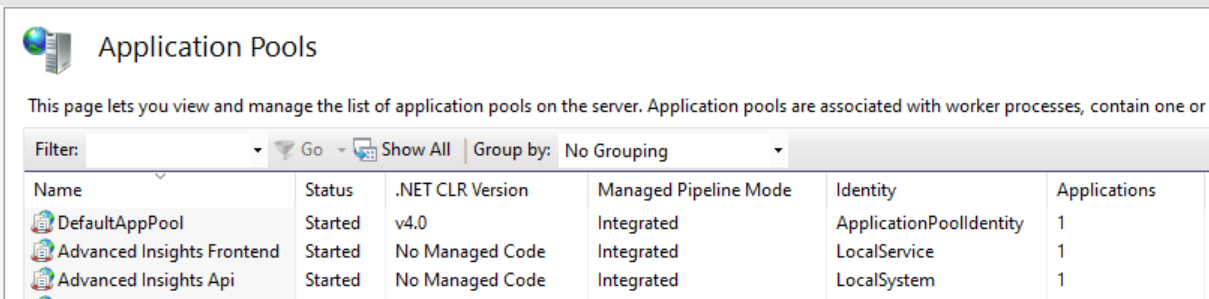 Application Pools
This page lets you view and manage the list of application pools on the server. Application pools are associated with worker processes, contain one or
Filter: Go Show All Group by: No Grouping
Name Status .NET CLR Version Managed Pipeline Mode Identity Applications
DefaultAppPool Started v4.0 Integrated ApplicationPoolIdentity 1
Advanced Insights Frontend Started No Managed Code Integrated LocalService 1
Advanced Insights Api Started No Managed Code Integrated LocalSystem 1